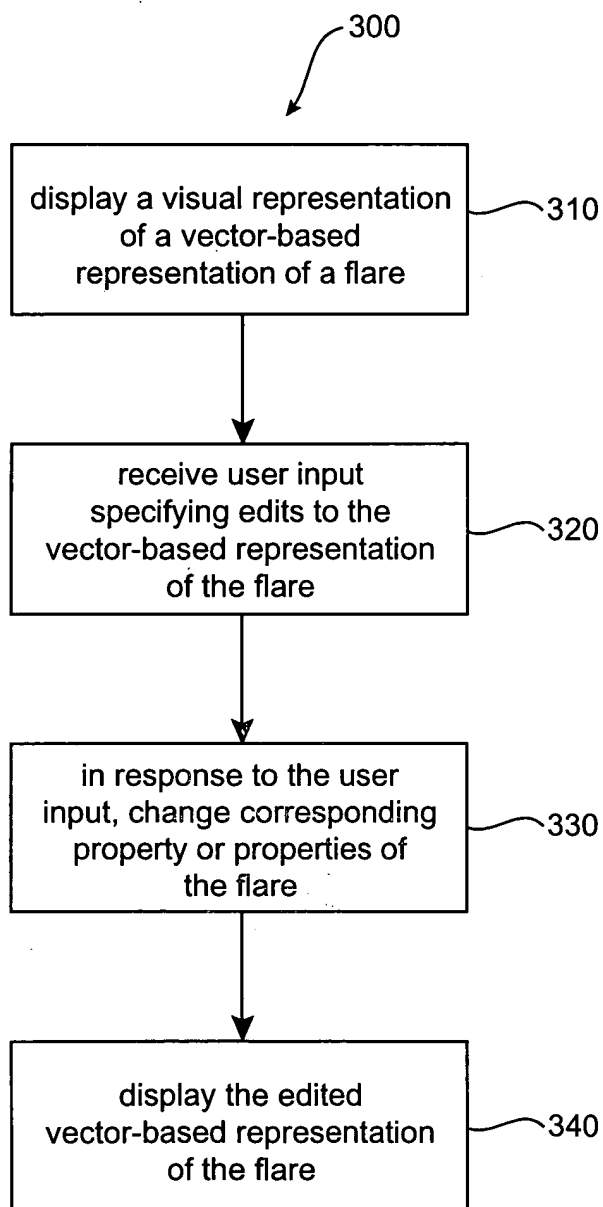 300
display a visual representation
of a vector-based
representation of a flare
310
receive user input
specifying edits to the
vector-based representation
of the flare
320
in response to the user
input, change corresponding
property or properties of
the flare
330
display the edited
vector-based representation
of the flare
340